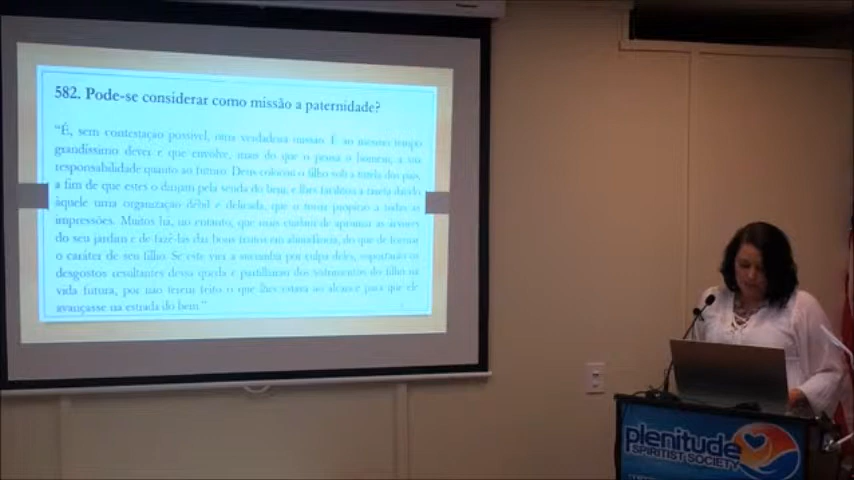 582. Pode-se considerar como missão a paternidade?
“É, sem contestação possível, uma verdadeira missão. É ao mesmo tempo
grandíssimo dever e que envolve, mais do que o pensa o homem, a sua
responsabilidade quanto ao futuro. Deus colocou o filho sob a tutela dos pais,
a fim de que estes o dirijam pela senda do bem, e lhes facilitou a tarefa dando
àquele uma organização débil e delicada, que o torna propício a todas as
impressões. Muitos há, no entanto, que mais cuidam de aprumar as árvores
do seu jardim e de fazê-las dar bons frutos em abundância, do que de formar
o caráter de seu filho. Se este vier a sucumbir por culpa deles, suportarão os
desgostos resultantes dessa queda e partilharão dos sofrimentos do filho na
vida futura, por não terem feito o que lhes estava ao alcance para que ele
avançasse na estrada do bem.”
plenitude
SPIRITIST SOCIETY